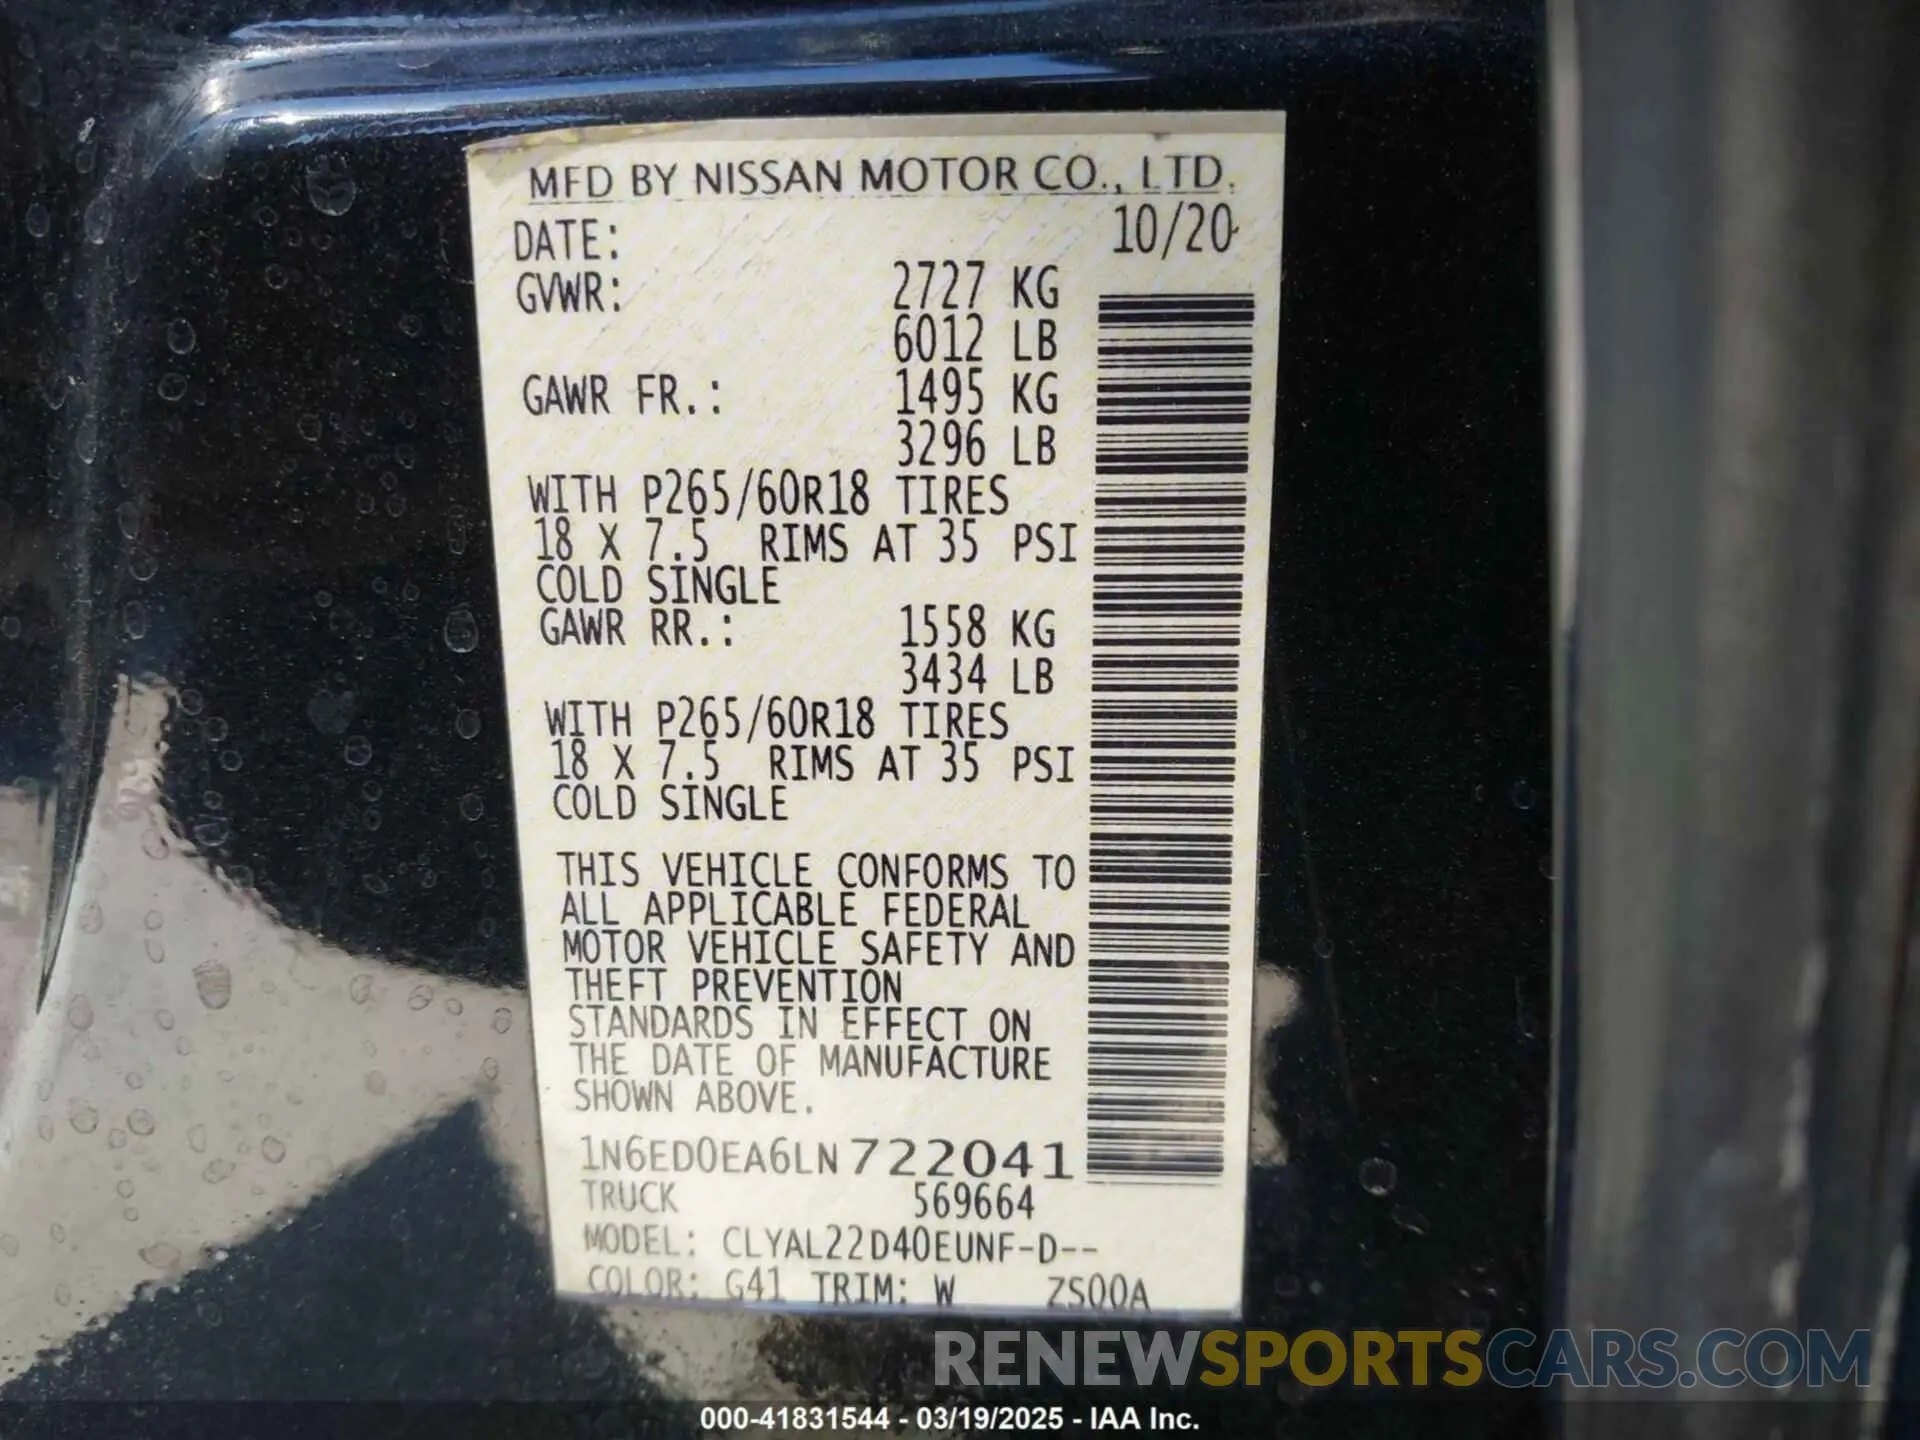 MFD BY NISSAN MOTOR CO., LTD.
DATE: 10/20
GVWR: 2727 KG
6012 LB
GAWR FR.: 1495 KG
3296 LB
WITH P265/60R18 TIRES
18 X 7.5 RIMS AT 35 PSI
COLD SINGLE
GAWR RR.: 1558 KG
3434 LB
WITH P265/60R18 TIRES
18 X 7.5 RIMS AT 35 PSI
COLD SINGLE
THIS VEHICLE CONFORMS TO
ALL APPLICABLE FEDERAL
MOTOR VEHICLE SAFETY AND
THEFT PREVENTION
STANDARDS IN EFFECT ON
THE DATE OF MANUFACTURE
SHOWN ABOVE.
1N6ED0EA6LN722041
TRUCK 569664
MODEL: CLYAL22D40EUNF-D--
COLOR: G41 TRIM: W ZS00A
RENEWSPORTSCARS.COM
000-41831544 - 03/19/2025 - IAA Inc.